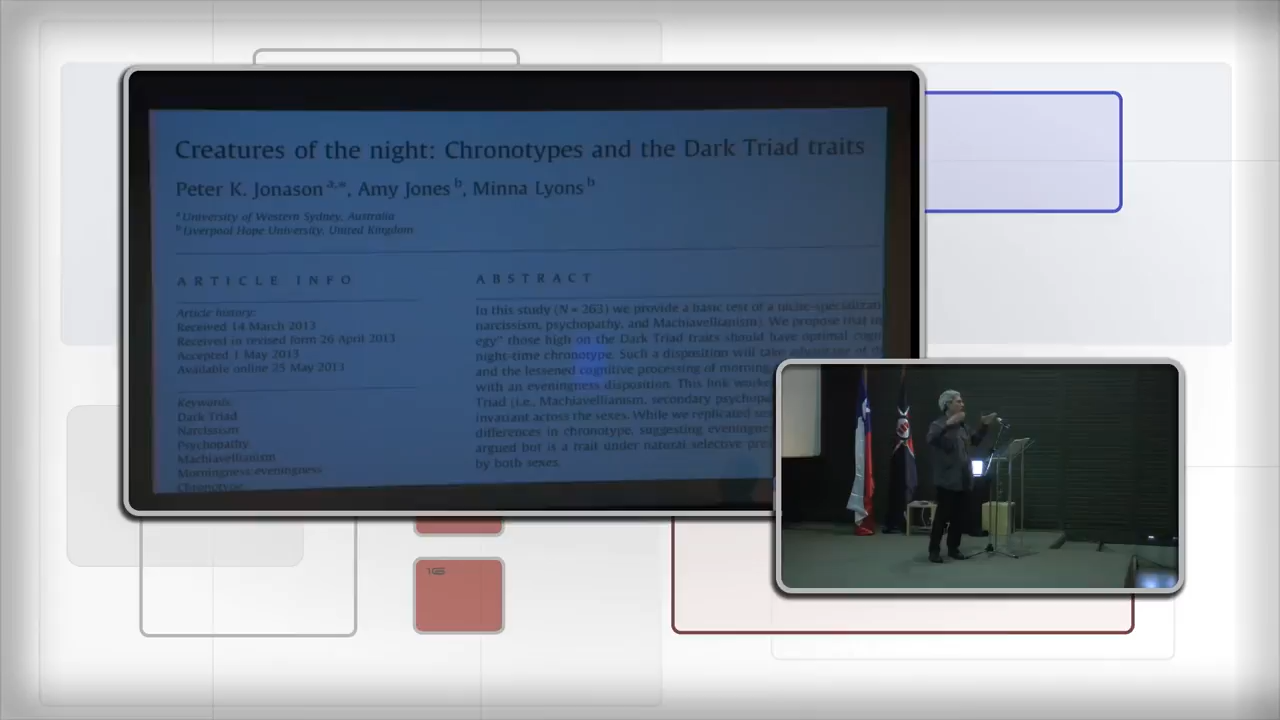 Creatures of the night: Chronotypes and the Dark Triad traits
Peter K. Jonason a,*, Amy Jones b, Minna Lyons b
a University of Western Sydney, Australia
b Liverpool Hope University, United Kingdom
ARTICLE INFO
Article history:
Received 14 March 2013
Received in revised form 26 April 2013
Accepted 1 May 2013
Available online 25 May 2013
Keywords:
Dark Triad
Narcissism
Psychopathy
Machiavellianism
Morningness-eveningness
Chronotype
ABSTRACT
In this study (N = 263) we provide a basic test of a niche-specializati
narcissism, psychopathy, and Machiavellianism). We propose that in
egy" those high on the Dark Triad traits should have optimal cogn
night-time chronotype. Such a disposition will take advantage of th
and the lessened cognitive processing of morning
with an eveningness disposition. This link worke
Triad (i.e., Machiavellianism, secondary psychopa
invariant across the sexes. While we replicated se
differences in chronotype, suggesting eveningne
argued but is a trait under natural selective pres
by both sexes.